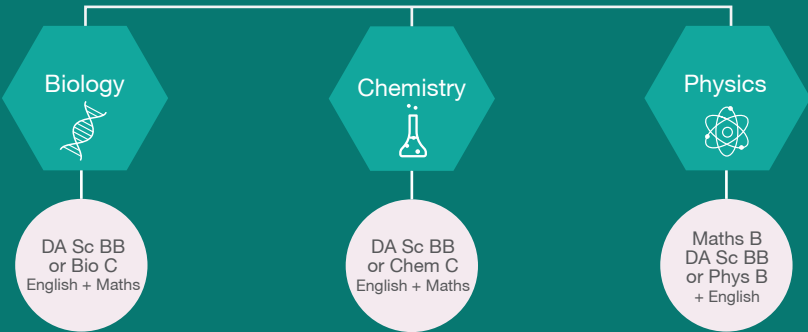 Biology
Chemistry
Physics
DA Sc BB
or Bio C
English + Maths
DA Sc BB
or Chem C
English + Maths
Maths B
DA Sc BB
or Phys B
+ English